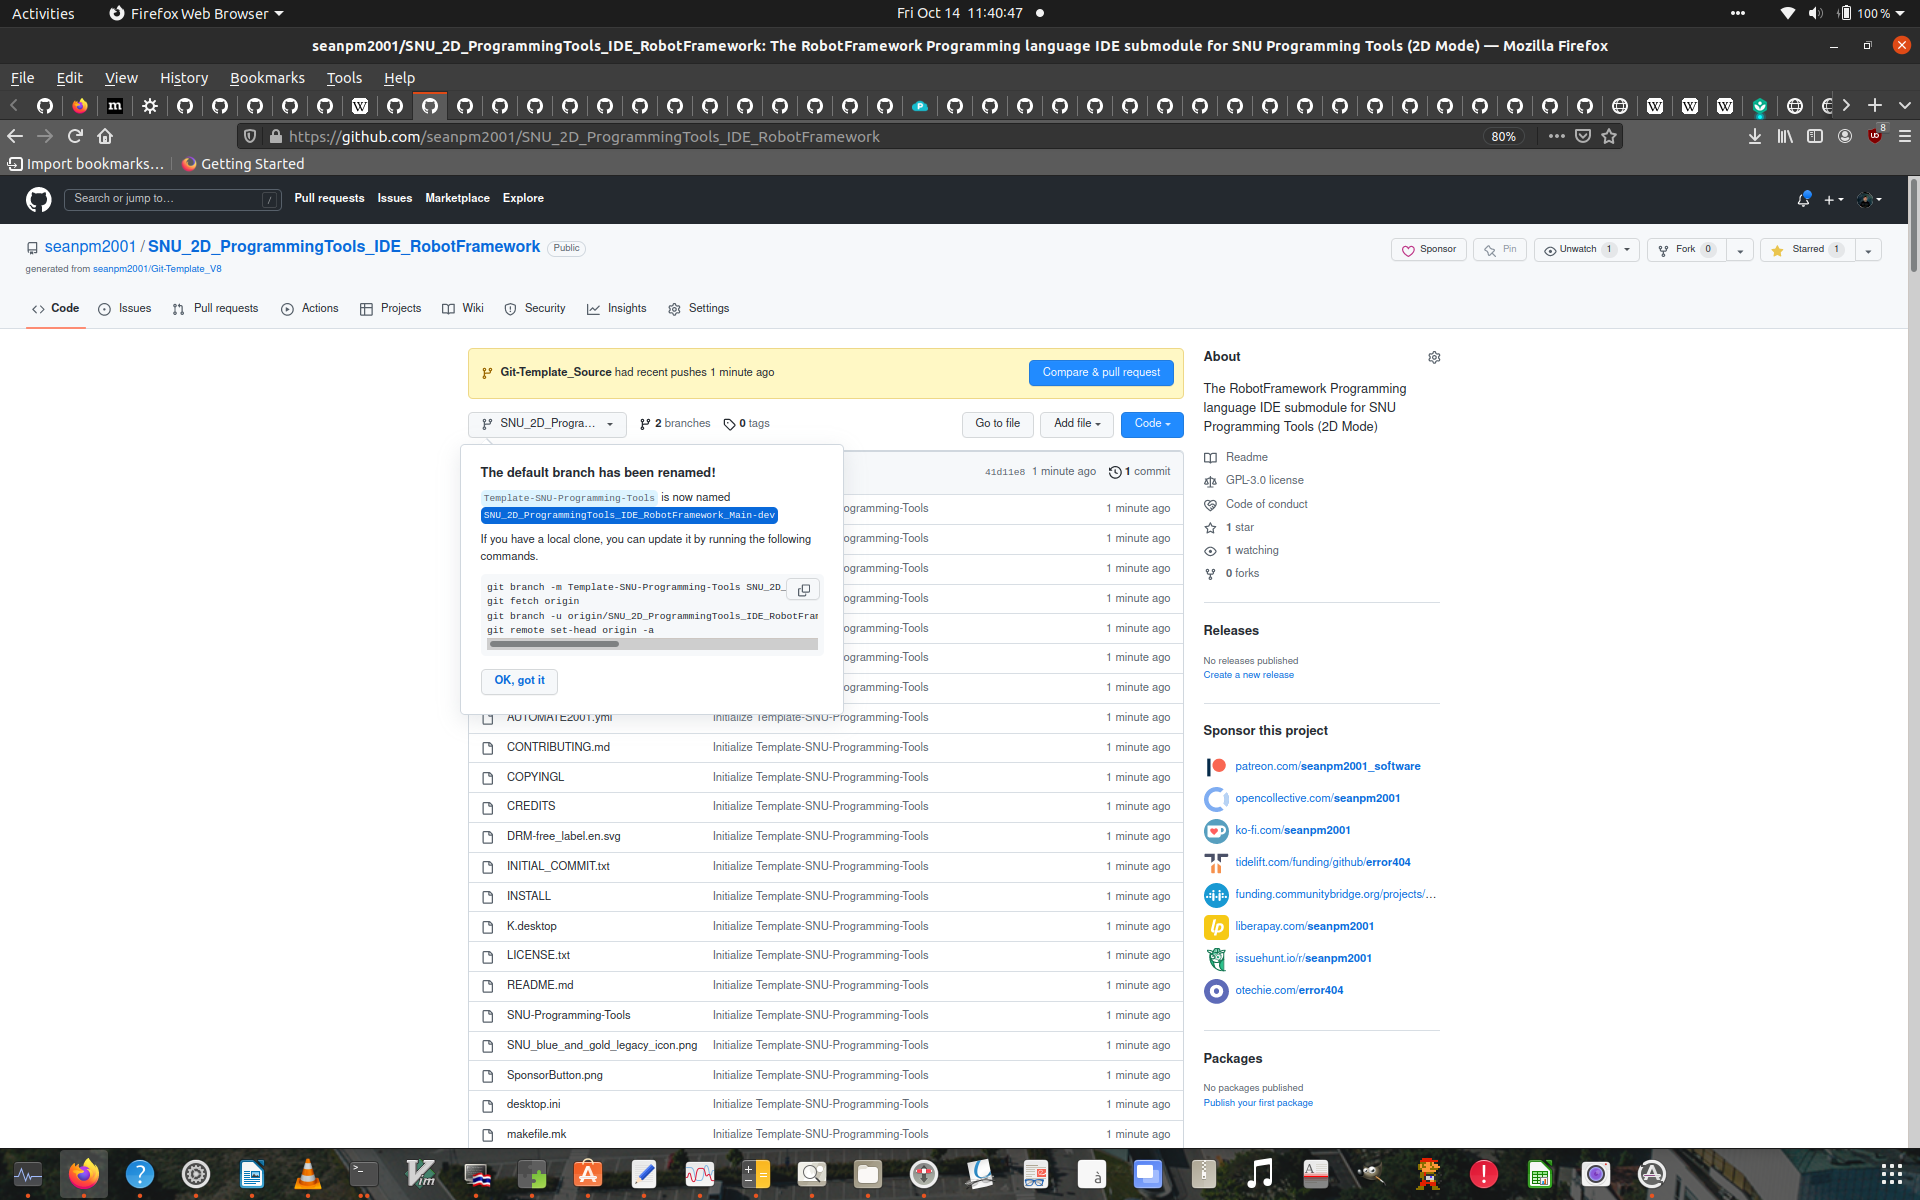 Activities
Firefox Web Browser
Fri Oct 14 11:40:47
100 %
seanpm2001/SNU_2D_ProgrammingTools_IDE_RobotFramework: The RobotFramework Programming language IDE submodule for SNU Programming Tools (2D Mode) — Mozilla Firefox
File Edit View History Bookmarks Tools Help
https://github.com/seanpm2001/SNU_2D_ProgrammingTools_IDE_RobotFramework
80%
8
Import bookmarks…
Getting Started
Search or jump to…
/
Pull requests Issues Marketplace Explore
seanpm2001 / SNU_2D_ProgrammingTools_IDE_RobotFramework
Public
generated from seanpm2001/Git-Template_V8
Sponsor
Pin
Unwatch 1
Fork 0
Starred 1
Code
Issues
Pull requests
Actions
Projects
Wiki
Security
Insights
Settings
Git-Template_Source had recent pushes 1 minute ago
Compare & pull request
SNU_2D_Progra…
2 branches
0 tags
Go to file
Add file
Code
The default branch has been renamed!
Template-SNU-Programming-Tools is now named
SNU_2D_ProgrammingTools_IDE_RobotFramework_Main-dev
If you have a local clone, you can update it by running the following
commands.
git branch -m Template-SNU-Programming-Tools SNU_2D_
git fetch origin
git branch -u origin/SNU_2D_ProgrammingTools_IDE_RobotFram
git remote set-head origin -a
OK, got it
41d11e8 1 minute ago
1 commit
ogramming-Tools 1 minute ago
ogramming-Tools 1 minute ago
ogramming-Tools 1 minute ago
ogramming-Tools 1 minute ago
ogramming-Tools 1 minute ago
ogramming-Tools 1 minute ago
ogramming-Tools 1 minute ago
AUTOMATE2001.yml Initialize Template-SNU-Programming-Tools 1 minute ago
CONTRIBUTING.md Initialize Template-SNU-Programming-Tools 1 minute ago
COPYINGL Initialize Template-SNU-Programming-Tools 1 minute ago
CREDITS Initialize Template-SNU-Programming-Tools 1 minute ago
DRM-free_label.en.svg Initialize Template-SNU-Programming-Tools 1 minute ago
INITIAL_COMMIT.txt Initialize Template-SNU-Programming-Tools 1 minute ago
INSTALL Initialize Template-SNU-Programming-Tools 1 minute ago
K.desktop Initialize Template-SNU-Programming-Tools 1 minute ago
LICENSE.txt Initialize Template-SNU-Programming-Tools 1 minute ago
README.md Initialize Template-SNU-Programming-Tools 1 minute ago
SNU-Programming-Tools Initialize Template-SNU-Programming-Tools 1 minute ago
SNU_blue_and_gold_legacy_icon.png Initialize Template-SNU-Programming-Tools 1 minute ago
SponsorButton.png Initialize Template-SNU-Programming-Tools 1 minute ago
desktop.ini Initialize Template-SNU-Programming-Tools 1 minute ago
makefile.mk Initialize Template-SNU-Programming-Tools 1 minute ago
About
The RobotFramework Programming
language IDE submodule for SNU
Programming Tools (2D Mode)
Readme
GPL-3.0 license
Code of conduct
1 star
1 watching
0 forks
Releases
No releases published
Create a new release
Sponsor this project
patreon.com/seanpm2001_software
opencollective.com/seanpm2001
ko-fi.com/seanpm2001
tidelift.com/funding/github/error404
funding.communitybridge.org/projects/…
liberapay.com/seanpm2001
issuehunt.io/r/seanpm2001
otechie.com/error404
Packages
No packages published
Publish your first package